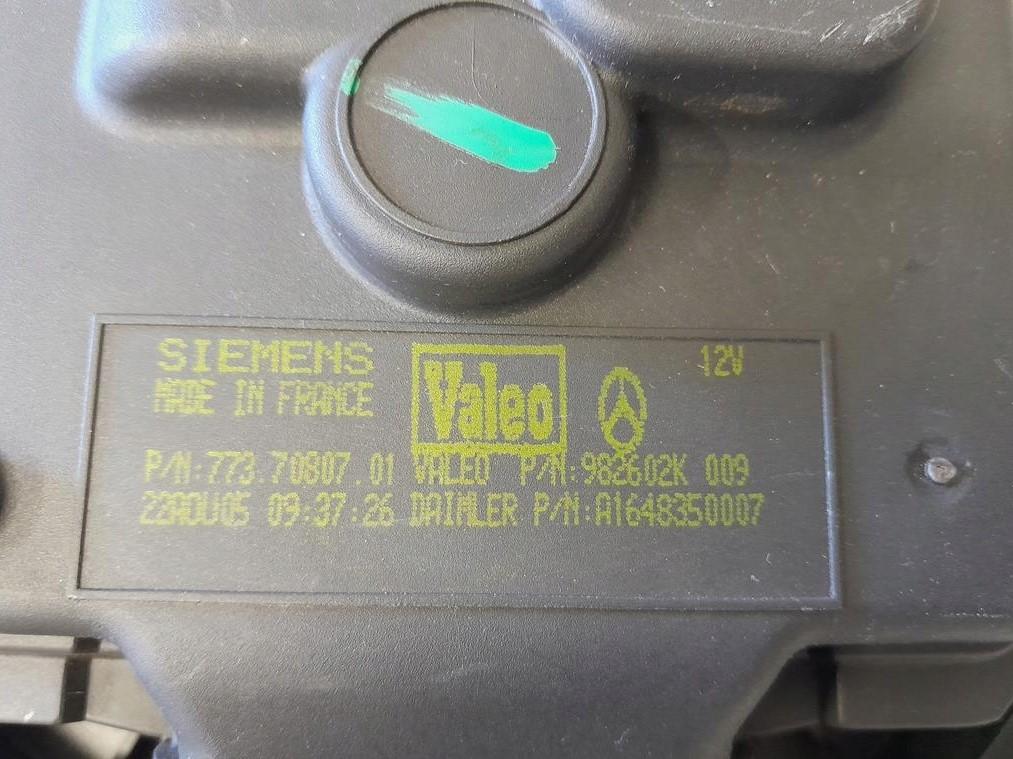 SIEMENS
MADE IN FRANCE
Valeo
12V
P/N:773.70807.01 VALEO P/N:982602K 009
22AOU05 09:37:26 DAIMLER P/N:A1648350007